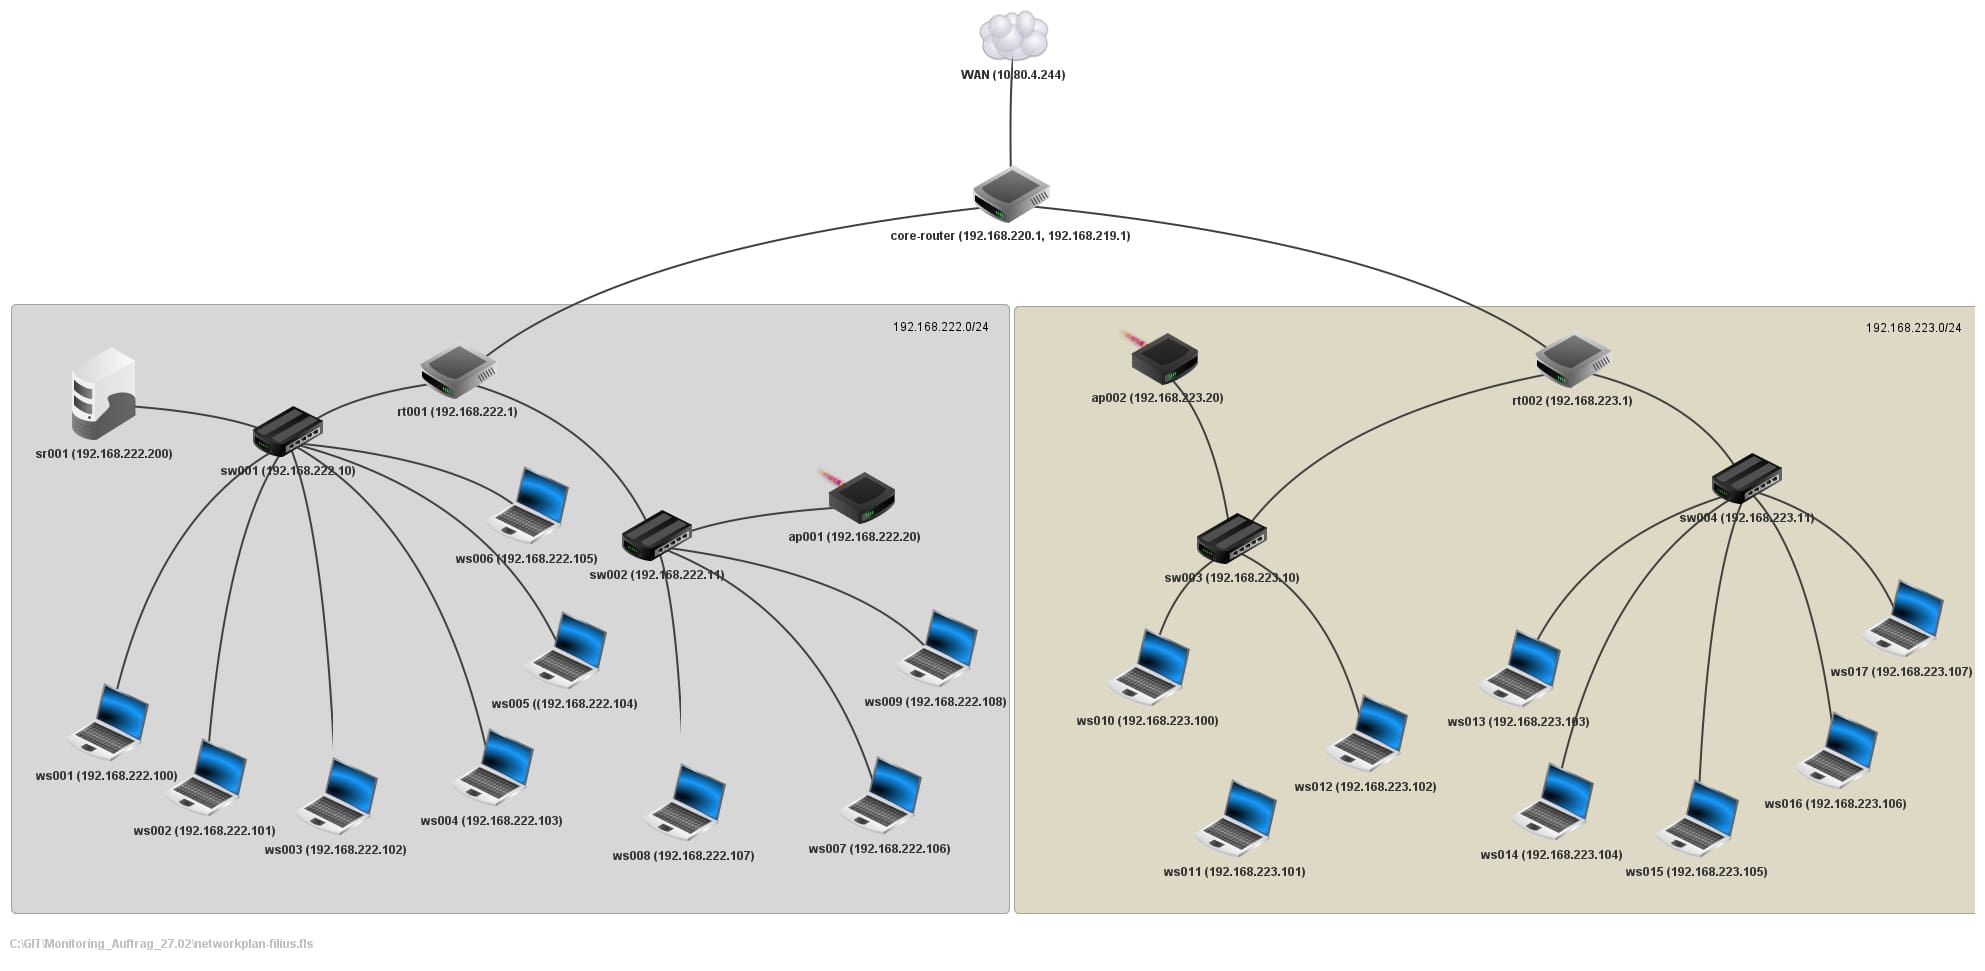 WAN (10.80.4.244)
core-router (192.168.220.1, 192.168.219.1)
192.168.222.0/24
192.168.223.0/24
ap002 (192.168.223.20)
rt002 (192.168.223.1)
rt001 (192.168.222.1)
sr001 (192.168.222.200)
sw001 (192.168.222.10)
sw004 (192.168.223.11)
ap001 (192.168.222.20)
ws006 (192.168.222.105)
sw002 (192.168.222.11)
sw003 (192.168.223.10)
ws017 (192.168.223.107)
ws009 (192.168.222.108)
ws005 ((192.168.222.104)
ws010 (192.168.223.100)
ws013 (192.168.223.103)
ws001 (192.168.222.100)
ws012 (192.168.223.102)
ws016 (192.168.223.106)
ws004 (192.168.222.103)
ws002 (192.168.222.101)
ws003 (192.168.222.102)
ws007 (192.168.222.106)
ws008 (192.168.222.107)
ws014 (192.168.223.104)
ws011 (192.168.223.101)
ws015 (192.168.223.105)
C:\GIT\Monitoring_Auftrag_27.02\networkplan-filius.fls